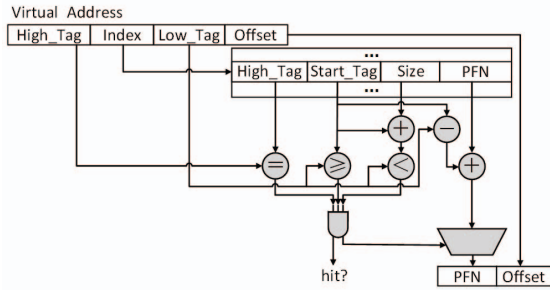 Virtual Address
High_Tag Index Low_Tag Offset
...
High_Tag Start_Tag Size PFN
...
+ −
= ⩾ < +
hit?
PFN Offset